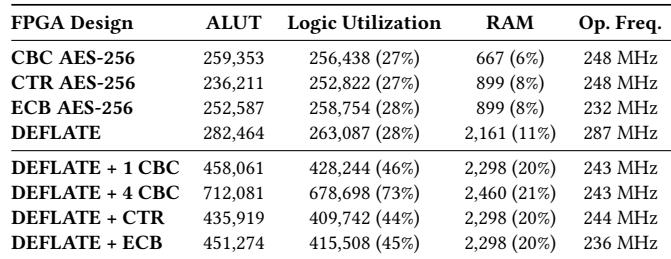 FPGA Design ALUT Logic Utilization RAM Op. Freq.
CBC AES-256 259,353 256,438 (27%) 667 (6%) 248 MHz
CTR AES-256 236,211 252,822 (27%) 899 (8%) 248 MHz
ECB AES-256 252,587 258,754 (28%) 899 (8%) 232 MHz
DEFLATE 282,464 263,087 (28%) 2,161 (11%) 287 MHz
DEFLATE + 1 CBC 458,061 428,244 (46%) 2,298 (20%) 243 MHz
DEFLATE + 4 CBC 712,081 678,698 (73%) 2,460 (21%) 243 MHz
DEFLATE + CTR 435,919 409,742 (44%) 2,298 (20%) 244 MHz
DEFLATE + ECB 451,274 415,508 (45%) 2,298 (20%) 236 MHz